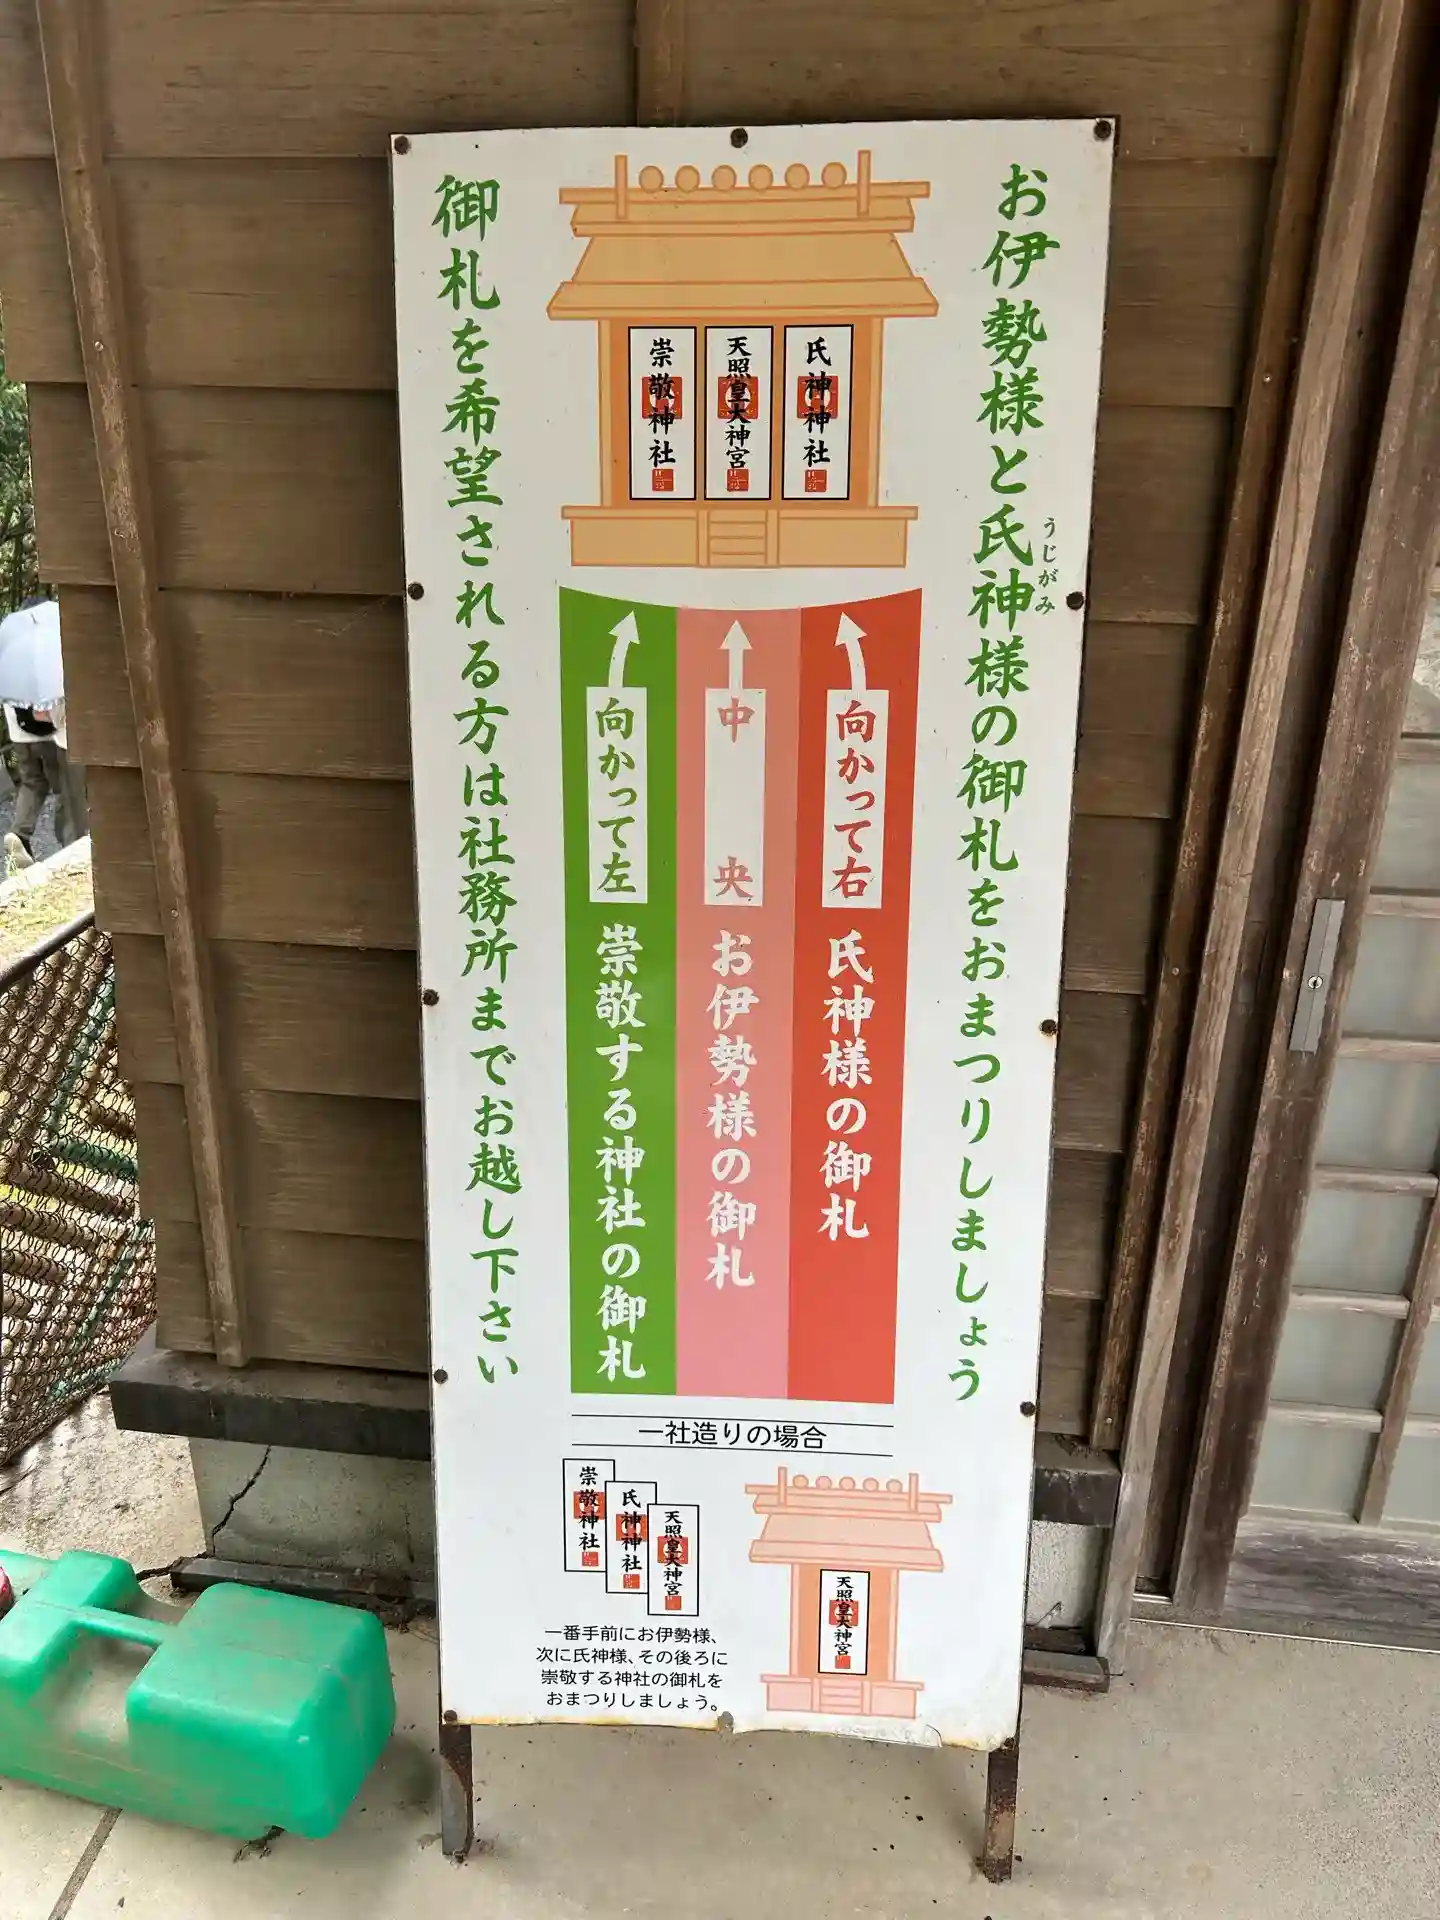 お伊勢様と氏神様の御札をおまつりしましょう
うじがみ
氏神神社
天照皇大神宮
崇敬神社
向かって右
氏神様の御札
中央
お伊勢様の御札
向かって左
崇敬する神社の御札
御札を希望される方は社務所までお越し下さい
一社造りの場合
崇敬神社
氏神神社
天照皇大神宮
天照皇大神宮
一番手前にお伊勢様、
次に氏神様、その後ろに
崇敬する神社の御札を
おまつりしましょう。